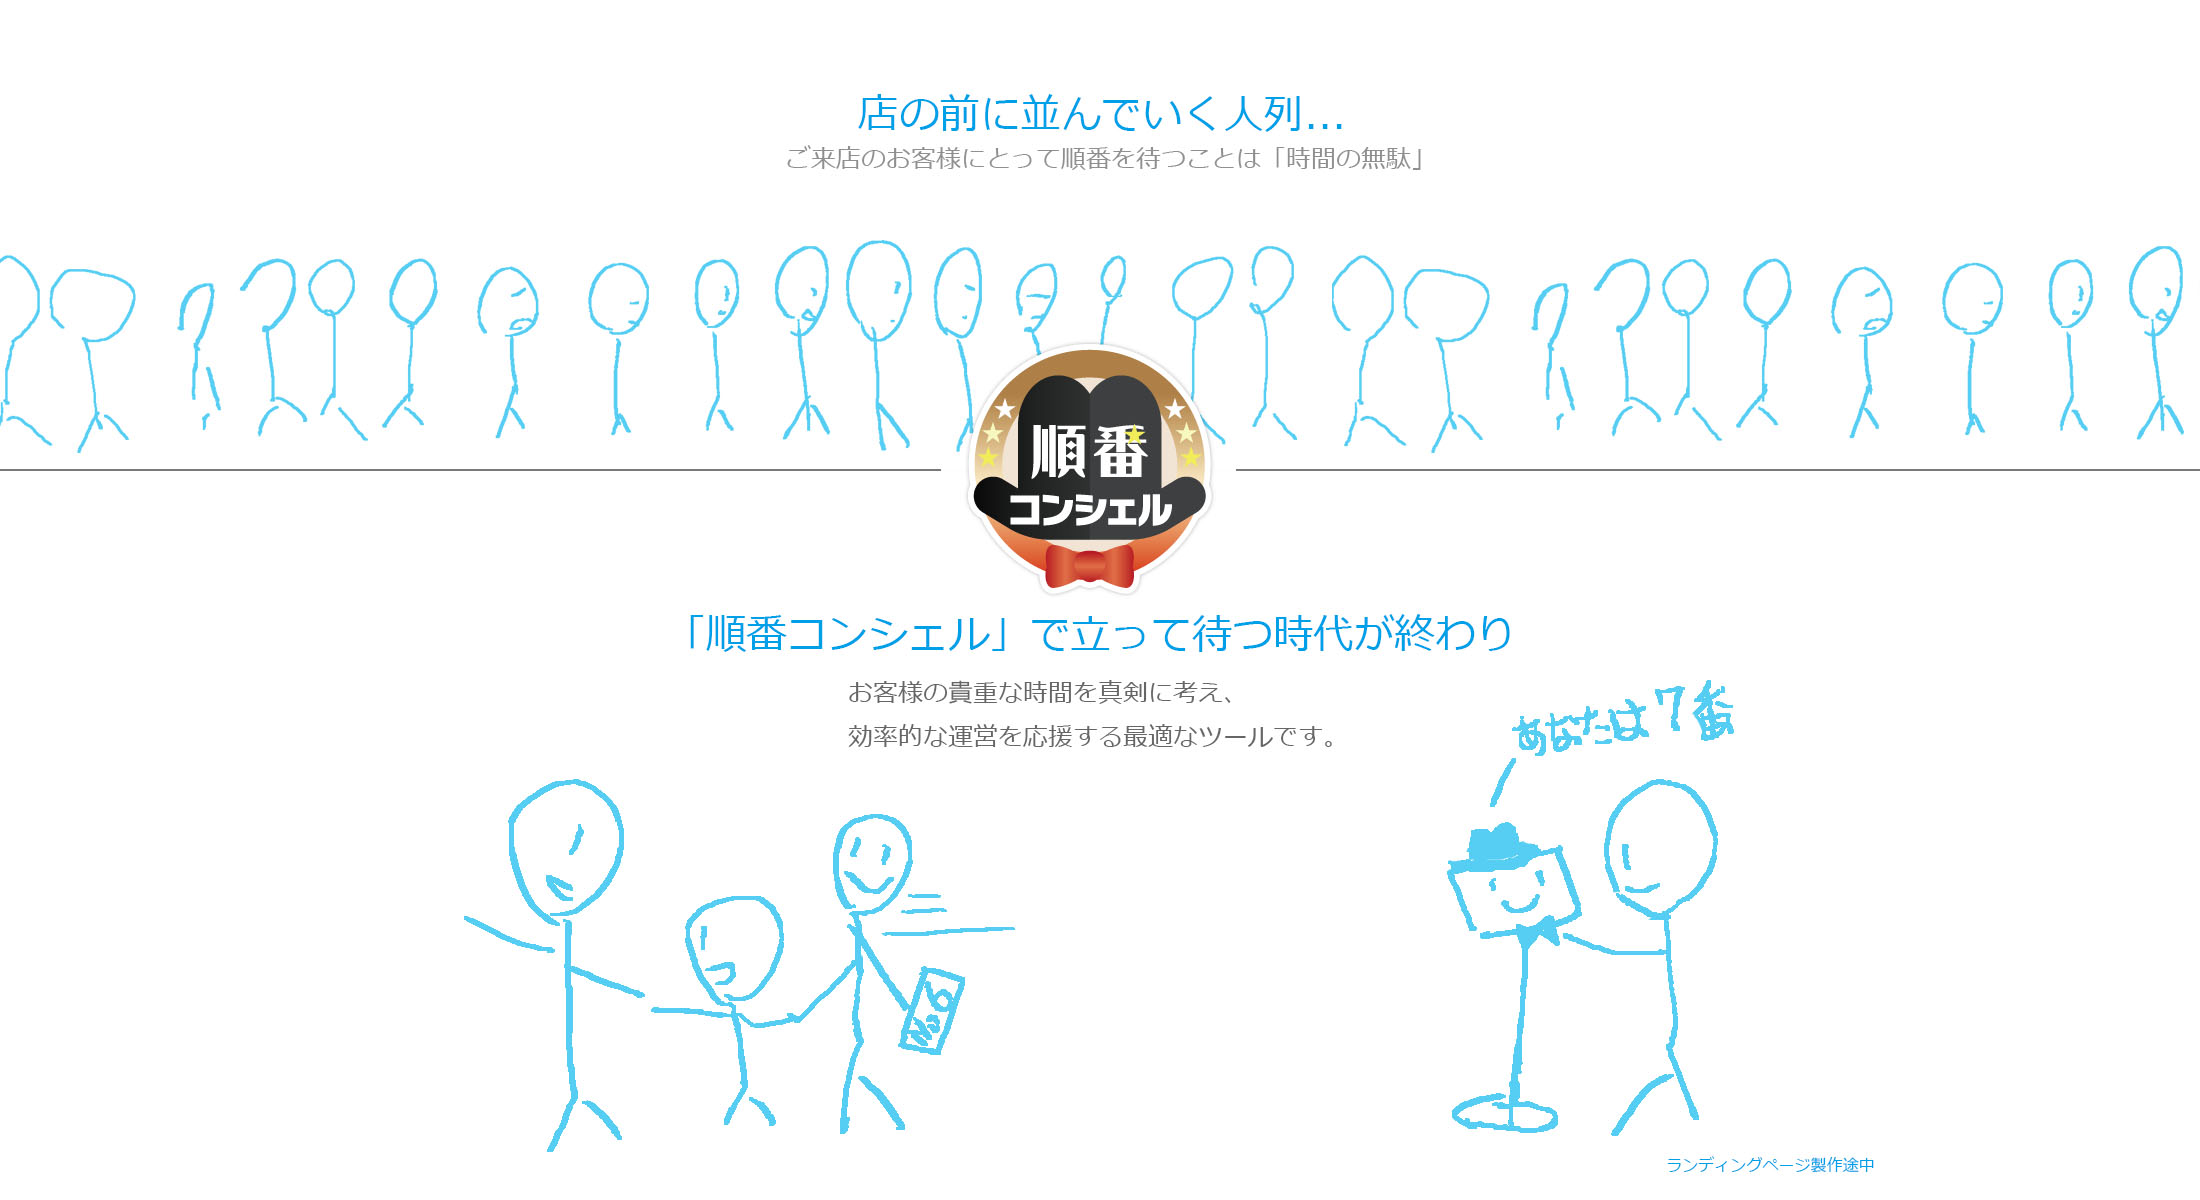 店の前に並んでいく人列...
ご来店のお客様にとって順番を待つことは「時間の無駄」
順番
コンシェル
「順番コンシェル」で立って待つ時代が終わり
お客様の貴重な時間を真剣に考え、
効率的な運営を応援する最適なツールです。
あなたは7番
No6
ランディングページ製作途中